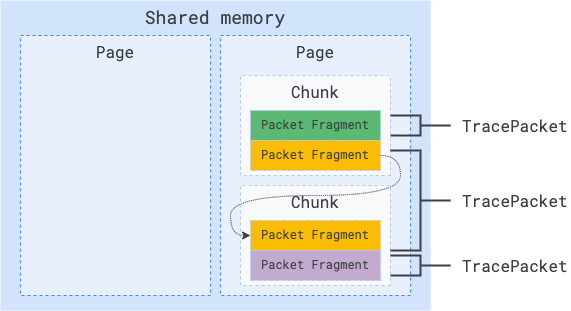 Shared memory
Page
Page
Chunk
Packet Fragment
Packet Fragment
Chunk
Packet Fragment
Packet Fragment
TracePacket
TracePacket
TracePacket